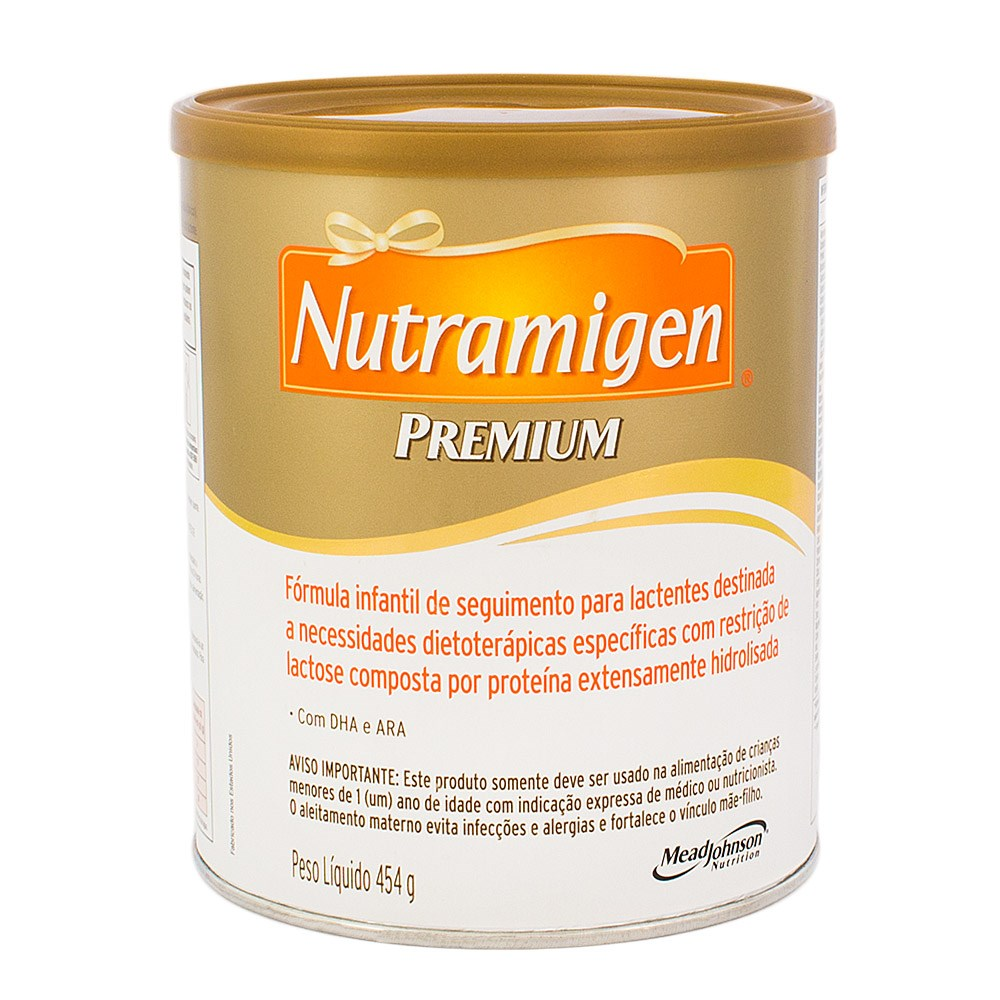 Nutramigen
®
PREMIUM
Fórmula infantil de seguimento para lactentes destinada
a necessidades dietoterápicas específicas com restrição de
lactose composta por proteína extensamente hidrolisada
• Com DHA e ARA
AVISO IMPORTANTE: Este produto somente deve ser usado na alimentação de crianças
menores de 1 (um) ano de idade com indicação expressa de médico ou nutricionista.
O aleitamento materno evita infecções e alergias e fortalece o vínculo mãe-filho.
Peso Líquido 454 g
MeadJohnson
Nutrition
Fabricado nos Estados Unidos